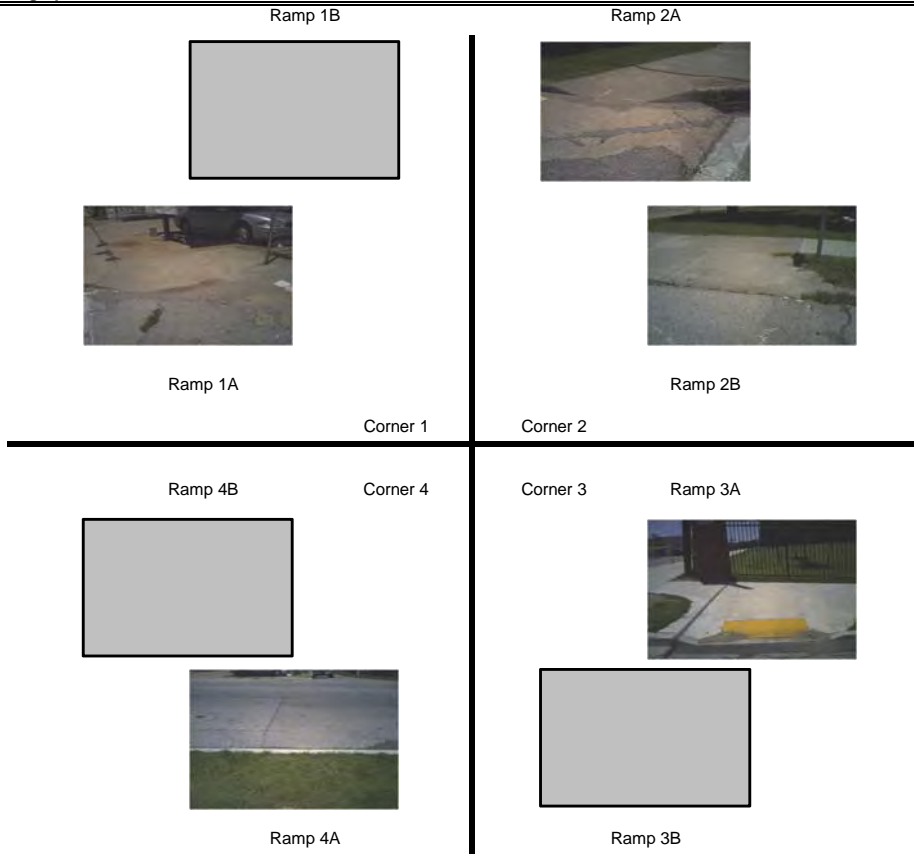 Ramp 1B
Ramp 2A
Ramp 1A
Ramp 2B
Corner 1
Corner 2
Ramp 4B
Corner 4
Corner 3
Ramp 3A
Ramp 4A
Ramp 3B